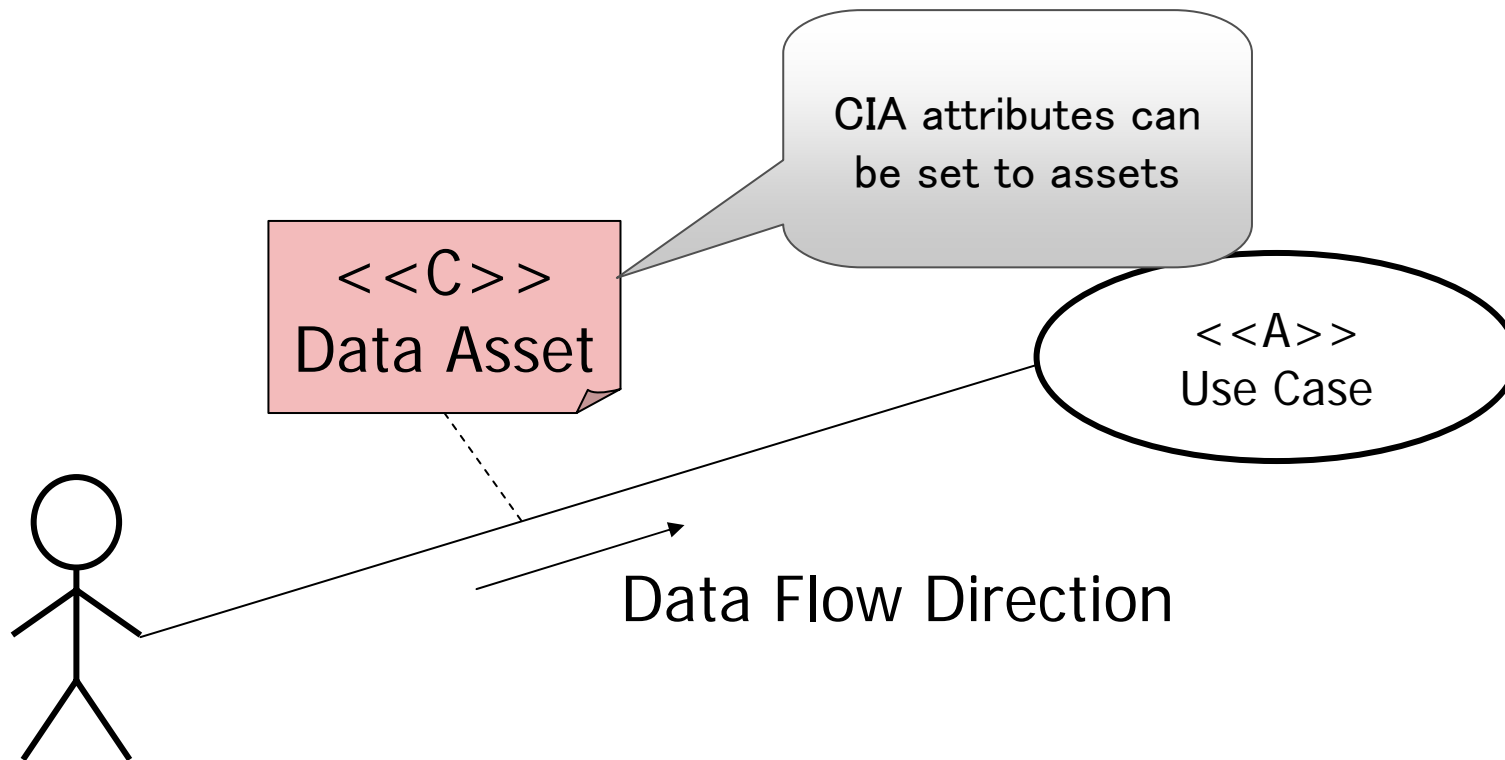 CIA attributes can
be set to assets
<<C>>
Data Asset
<<A>>
Use Case
Data Flow Direction